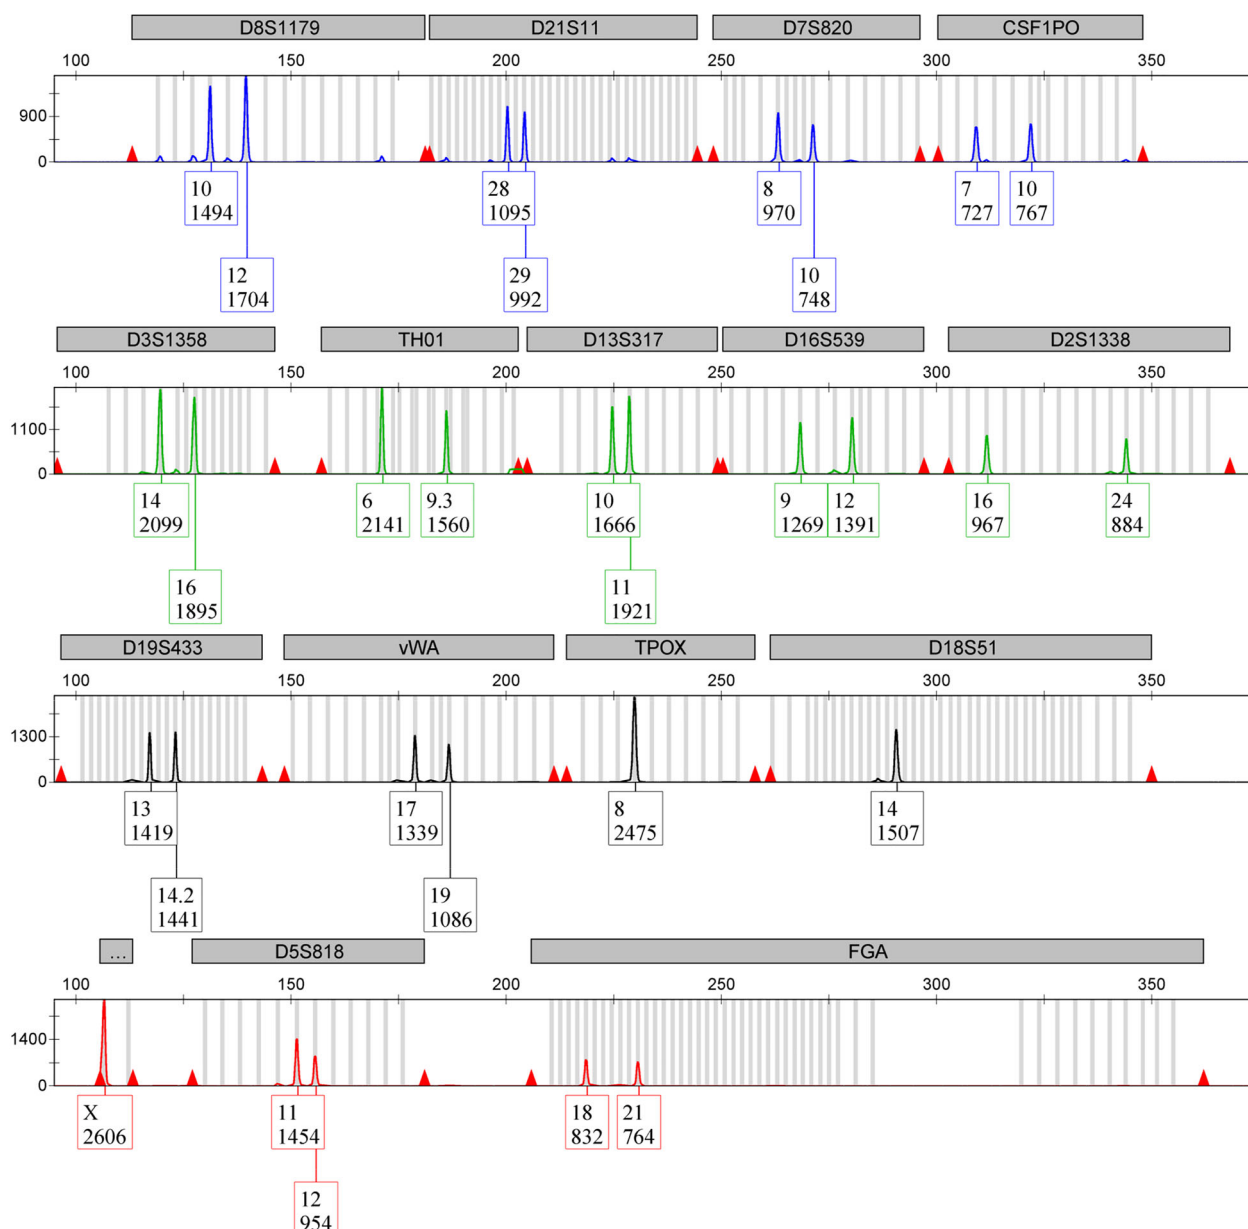 D8S1179 D21S11 D7S820 CSF1PO
100 150 200 250 300 350
900
0
10 28 8 7 10
1494 1095 970 727 767
12 29 10
1704 992 748
D3S1358 TH01 D13S317 D16S539 D2S1338
100 150 200 250 300 350
1100
0
14 6 9.3 10 9 12 16 24
2099 2141 1560 1666 1269 1391 967 884
16 11
1895 1921
D19S433 vWA TPOX D18S51
100 150 200 250 300 350
1300
0
13 17 8 14
1419 1339 2475 1507
14.2 19
1441 1086
... D5S818 FGA
100 150 200 250 300 350
1400
0
X 11 18 21
2606 1454 832 764
12
954